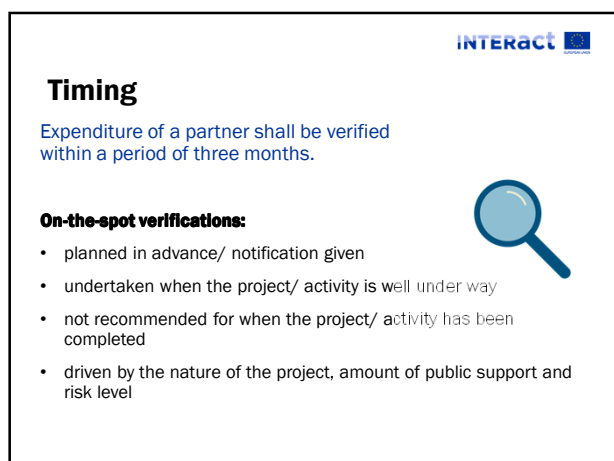 INTERact
EUROPEAN UNION
Timing
Expenditure of a partner shall be verified
within a period of three months.
On-the-spot verifications:
• planned in advance/ notification given
• undertaken when the project/ activity is well under way
• not recommended for when the project/ activity has been
completed
• driven by the nature of the project, amount of public support and
risk level